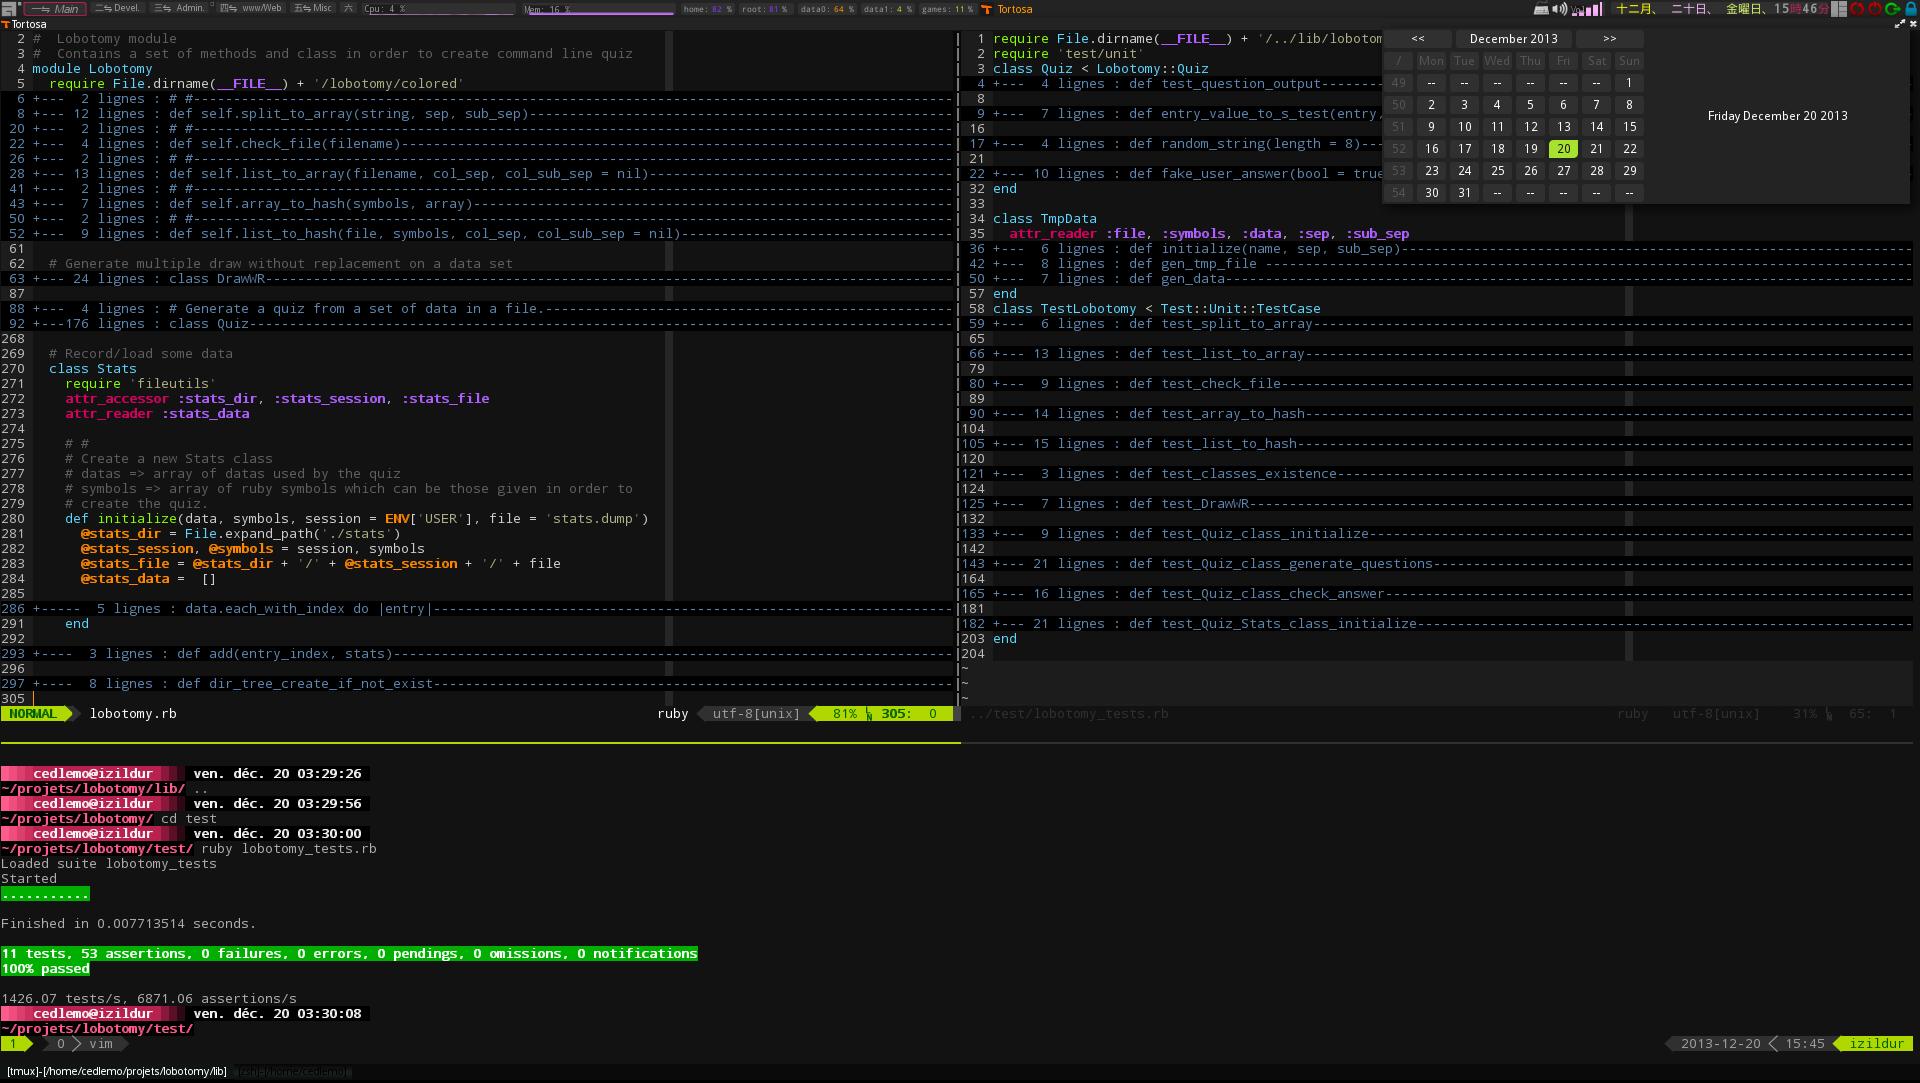 一 ≒ Main 二≒ Devel. 三≒ Admin. 四≒ www/Web 五≒ Misc 六 Cpu: 4 % Mem: 16 % home: 82 % root: 81 % data0: 64 % data1: 4 % games: 11 % Tortosa 十二月、 二十日、 金曜日、15時46分
Tortosa
2 #  Lobotomy module
3 #  Contains a set of methods and class in order to create command line quiz
4 module Lobotomy
5   require File.dirname(__FILE__) + '/lobotomy/colored'
6 +---  2 lignes : # #--------------------
8 +--- 12 lignes : def self.split_to_array(string, sep, sub_sep)--------------------
20 +---  2 lignes : # #--------------------
22 +---  4 lignes : def self.check_file(filename)--------------------
26 +---  2 lignes : # #--------------------
28 +--- 13 lignes : def self.list_to_array(filename, col_sep, col_sub_sep = nil)--------------------
41 +---  2 lignes : # #--------------------
43 +---  7 lignes : def self.array_to_hash(symbols, array)--------------------
50 +---  2 lignes : # #--------------------
52 +---  9 lignes : def self.list_to_hash(file, symbols, col_sep, col_sub_sep = nil)--------------------
61
62   # Generate multiple draw without replacement on a data set
63 +--- 24 lignes : class DrawWR--------------------
87
88 +---  4 lignes : # Generate a quiz from a set of data in a file.--------------------
92 +---176 lignes : class Quiz--------------------
268
269   # Record/load some data
270   class Stats
271     require 'fileutils'
272     attr_accessor :stats_dir, :stats_session, :stats_file
273     attr_reader :stats_data
274
275     # #
276     # Create a new Stats class
277     # datas => array of datas used by the quiz
278     # symbols => array of ruby symbols which can be those given in order to
279     # create the quiz.
280     def initialize(data, symbols, session = ENV['USER'], file = 'stats.dump')
281       @stats_dir = File.expand_path('./stats')
282       @stats_session, @symbols = session, symbols
283       @stats_file = @stats_dir + '/' + @stats_session + '/' + file
284       @stats_data =  []
285
286 +-----  5 lignes : data.each_with_index do |entry|--------------------
291     end
292
293 +----  3 lignes : def add(entry_index, stats)--------------------
296
297 +----  8 lignes : def dir_tree_create_if_not_exist--------------------
305
NORMAL lobotomy.rb ruby utf-8[unix] 81% 305: 0
1 require File.dirname(__FILE__) + '/../lib/lobotom
2 require 'test/unit'
3 class Quiz < Lobotomy::Quiz
4 +---  4 lignes : def test_question_output--------------------
8
9 +---  7 lignes : def entry_value_to_s_test(entry,
16
17 +---  4 lignes : def random_string(length = 8)---
21
22 +--- 10 lignes : def fake_user_answer(bool = true
32 end
33
34 class TmpData
35   attr_reader :file, :symbols, :data, :sep, :sub_sep
36 +---  6 lignes : def initialize(name, sep, sub_sep)--------------------
42 +---  8 lignes : def gen_tmp_file --------------------
50 +---  7 lignes : def gen_data--------------------
57 end
58 class TestLobotomy < Test::Unit::TestCase
59 +---  6 lignes : def test_split_to_array--------------------
65
66 +--- 13 lignes : def test_list_to_array--------------------
79
80 +---  9 lignes : def test_check_file--------------------
89
90 +--- 14 lignes : def test_array_to_hash--------------------
104
105 +--- 15 lignes : def test_list_to_hash--------------------
120
121 +---  3 lignes : def test_classes_existence--------------------
124
125 +---  7 lignes : def test_DrawWR--------------------
132
133 +---  9 lignes : def test_Quiz_class_initialize--------------------
142
143 +--- 21 lignes : def test_Quiz_class_generate_questions--------------------
164
165 +--- 16 lignes : def test_Quiz_class_check_answer--------------------
181
182 +--- 21 lignes : def test_Quiz_Stats_class_initialize--------------------
203 end
204
~
~
~
../test/lobotomy_tests.rb ruby utf-8[unix] 31% 65: 1
<< December 2013 >>
/ Mon Tue Wed Thu Fri Sat Sun
49 -- -- -- -- -- -- 1
50 2 3 4 5 6 7 8
51 9 10 11 12 13 14 15
52 16 17 18 19 20 21 22
53 23 24 25 26 27 28 29
54 30 31 -- -- -- -- --
Friday December 20 2013
cedlemo@izildur ven. déc. 20 03:29:26
~/projets/lobotomy/lib/ ..
cedlemo@izildur ven. déc. 20 03:29:56
~/projets/lobotomy/ cd test
cedlemo@izildur ven. déc. 20 03:30:00
~/projets/lobotomy/test/ ruby lobotomy_tests.rb
Loaded suite lobotomy_tests
Started
...........
Finished in 0.007713514 seconds.
11 tests, 53 assertions, 0 failures, 0 errors, 0 pendings, 0 omissions, 0 notifications
100% passed
1426.07 tests/s, 6871.06 assertions/s
cedlemo@izildur ven. déc. 20 03:30:08
~/projets/lobotomy/test/
1 0 vim 2013-12-20 15:45 izildur
[tmux]-[/home/cedlemo/projets/lobotomy/lib] [zsh]-[/home/cedlemo]